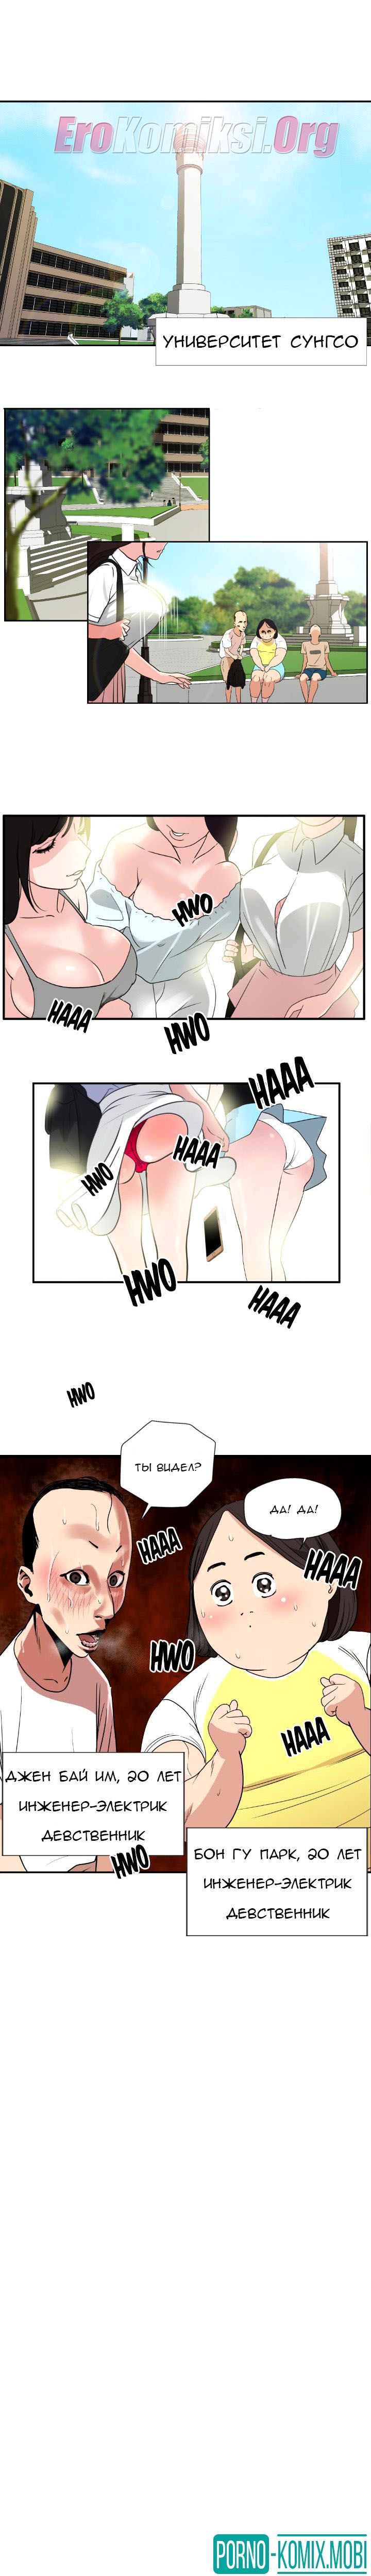 EroKomiksi.Org
УНИВЕРСИТЕТ СУНГСО
HWO
HAAA
HWO
HAAA
HAAA
HWO
HWO
HAAA
HWO
ТЫ ВИДЕЛ?
ДА! ДА!
HAAA
HAAA
HWO
HAAA
ДЖЕН БАЙ ИМ, 20 ЛЕТ
ИНЖЕНЕР-ЭЛЕКТРИК
ДЕВСТВЕННИК
HWO
БОН ГУ ПАРК, 20 ЛЕТ
ИНЖЕНЕР-ЭЛЕКТРИК
ДЕВСТВЕННИК
PORNO-KOMIX.MOBI